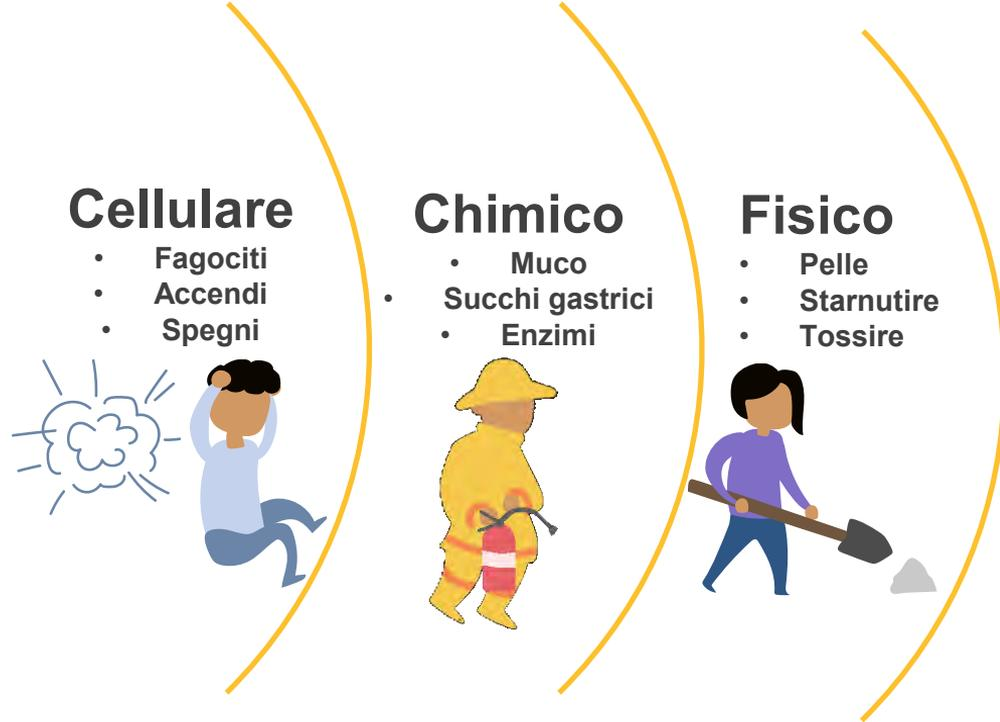 Cellulare
• Fagociti
• Accendi
• Spegni
Chimico
• Muco
• Succhi gastrici
• Enzimi
Fisico
• Pelle
• Starnutire
• Tossire